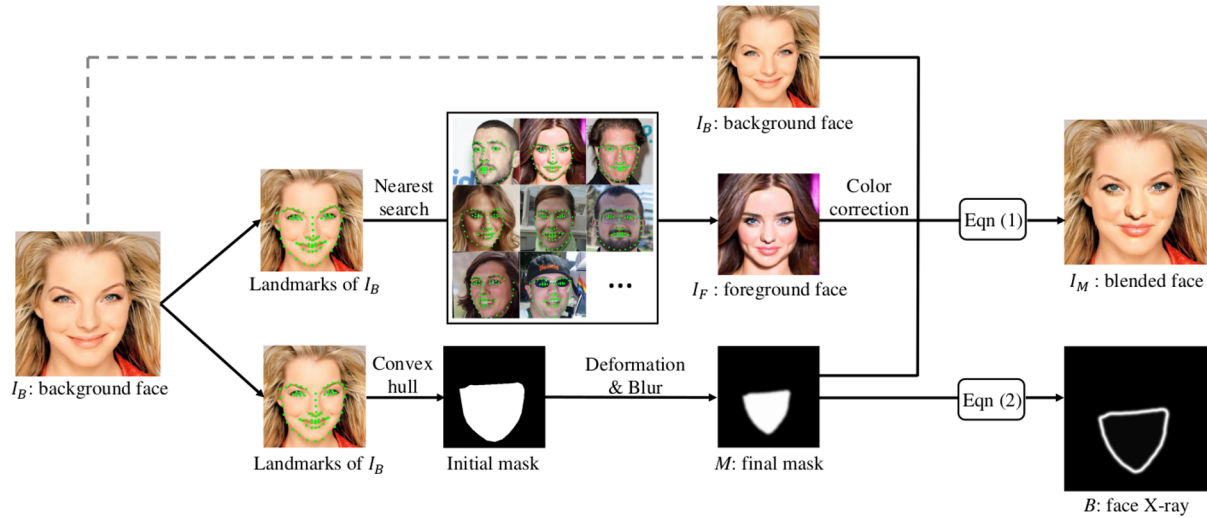 I_B: background face
Landmarks of I_B
Nearest
search
...
I_F : foreground face
I_B: background face
Color
correction
Eqn (1)
I_M : blended face
Landmarks of I_B
Convex
hull
Initial mask
Deformation
& Blur
M: final mask
Eqn (2)
B: face X-ray